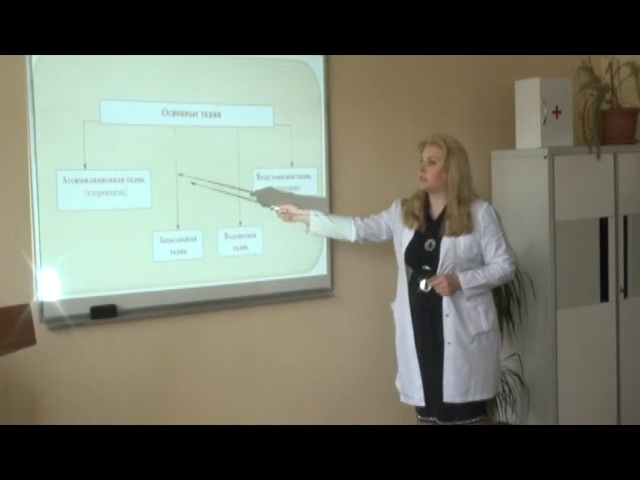 Основные ткани
Ассимиляционная ткань
(хлоренхима)
Воздухоносная ткань
Запасающая
ткань
Водоносная
ткань